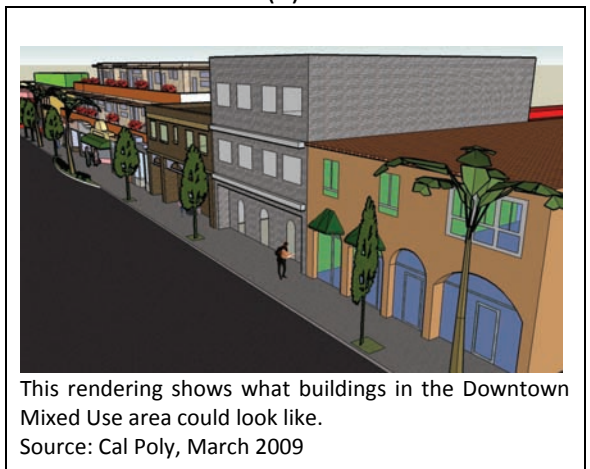 This rendering shows what buildings in the Downtown
Mixed Use area could look like.
Source: Cal Poly, March 2009